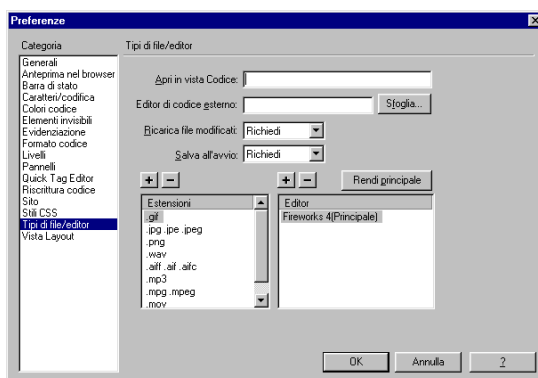 Preferenze
Categoria
Generali
Anteprima nel browser
Barra di stato
Caratteri/codifica
Colori codice
Elementi invisibili
Evidenziazione
Formato codice
Livelli
Pannelli
Quick Tag Editor
Riscrittura codice
Sito
Stili CSS
Tipi di file/editor
Vista Layout
Tipi di file/editor
Apri in vista Codice:
Editor di codice esterno: Sfoglia...
Ricarica file modificati: Richiedi
Salva all'avvio: Richiedi
+ − + − Rendi principale
Estensioni
.gif
.jpg .jpe .jpeg
.png
.wav
.aiff .aif .aifc
.mp3
.mpg .mpeg
.mov
Editor
Fireworks 4(Principale)
OK Annulla ?